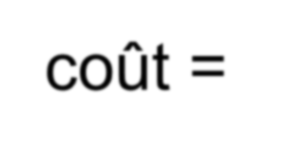 coût =